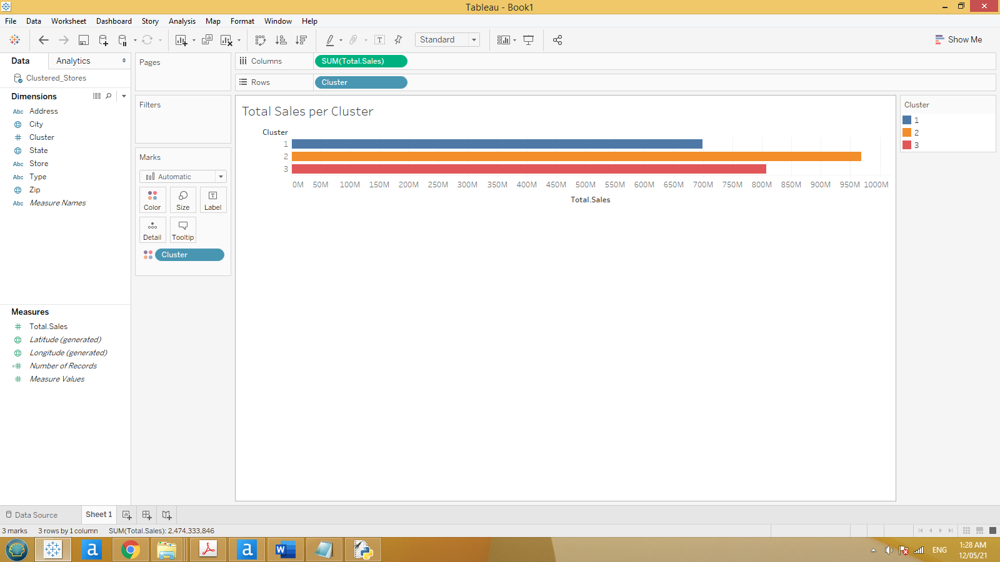 Tableau - Book1
File Data Worksheet Dashboard Story Analysis Map Format Window Help
Standard
Show Me
Data
Analytics
Clustered_Stores
Dimensions
Abc Address
City
Cluster
State
Abc Store
Abc Type
Zip
Abc Measure Names
Measures
Total.Sales
Latitude (generated)
Longitude (generated)
Number of Records
Measure Values
Pages
Filters
Marks
Automatic
Color Size Label
Detail Tooltip
Cluster
Columns SUM(Total.Sales)
Rows Cluster
Total Sales per Cluster
Cluster
1
2
3
0M 50M 100M 150M 200M 250M 300M 350M 400M 450M 500M 550M 600M 650M 700M 750M 800M 850M 900M 950M 1000M
Total.Sales
Cluster
1
2
3
Data Source Sheet 1
3 marks 3 rows by 1 column SUM(Total.Sales): 2,474,333,846
ENG
1:28 AM
12/05/21